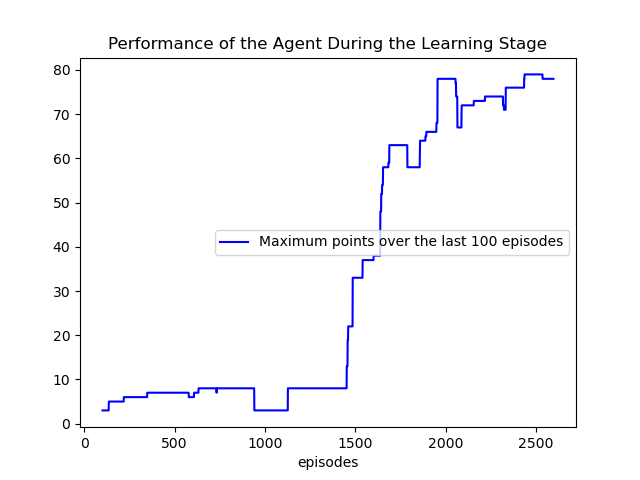 Performance of the Agent During the Learning Stage
80
70
60
50
40
30
20
10
0
Maximum points over the last 100 episodes
0 500 1000 1500 2000 2500
episodes